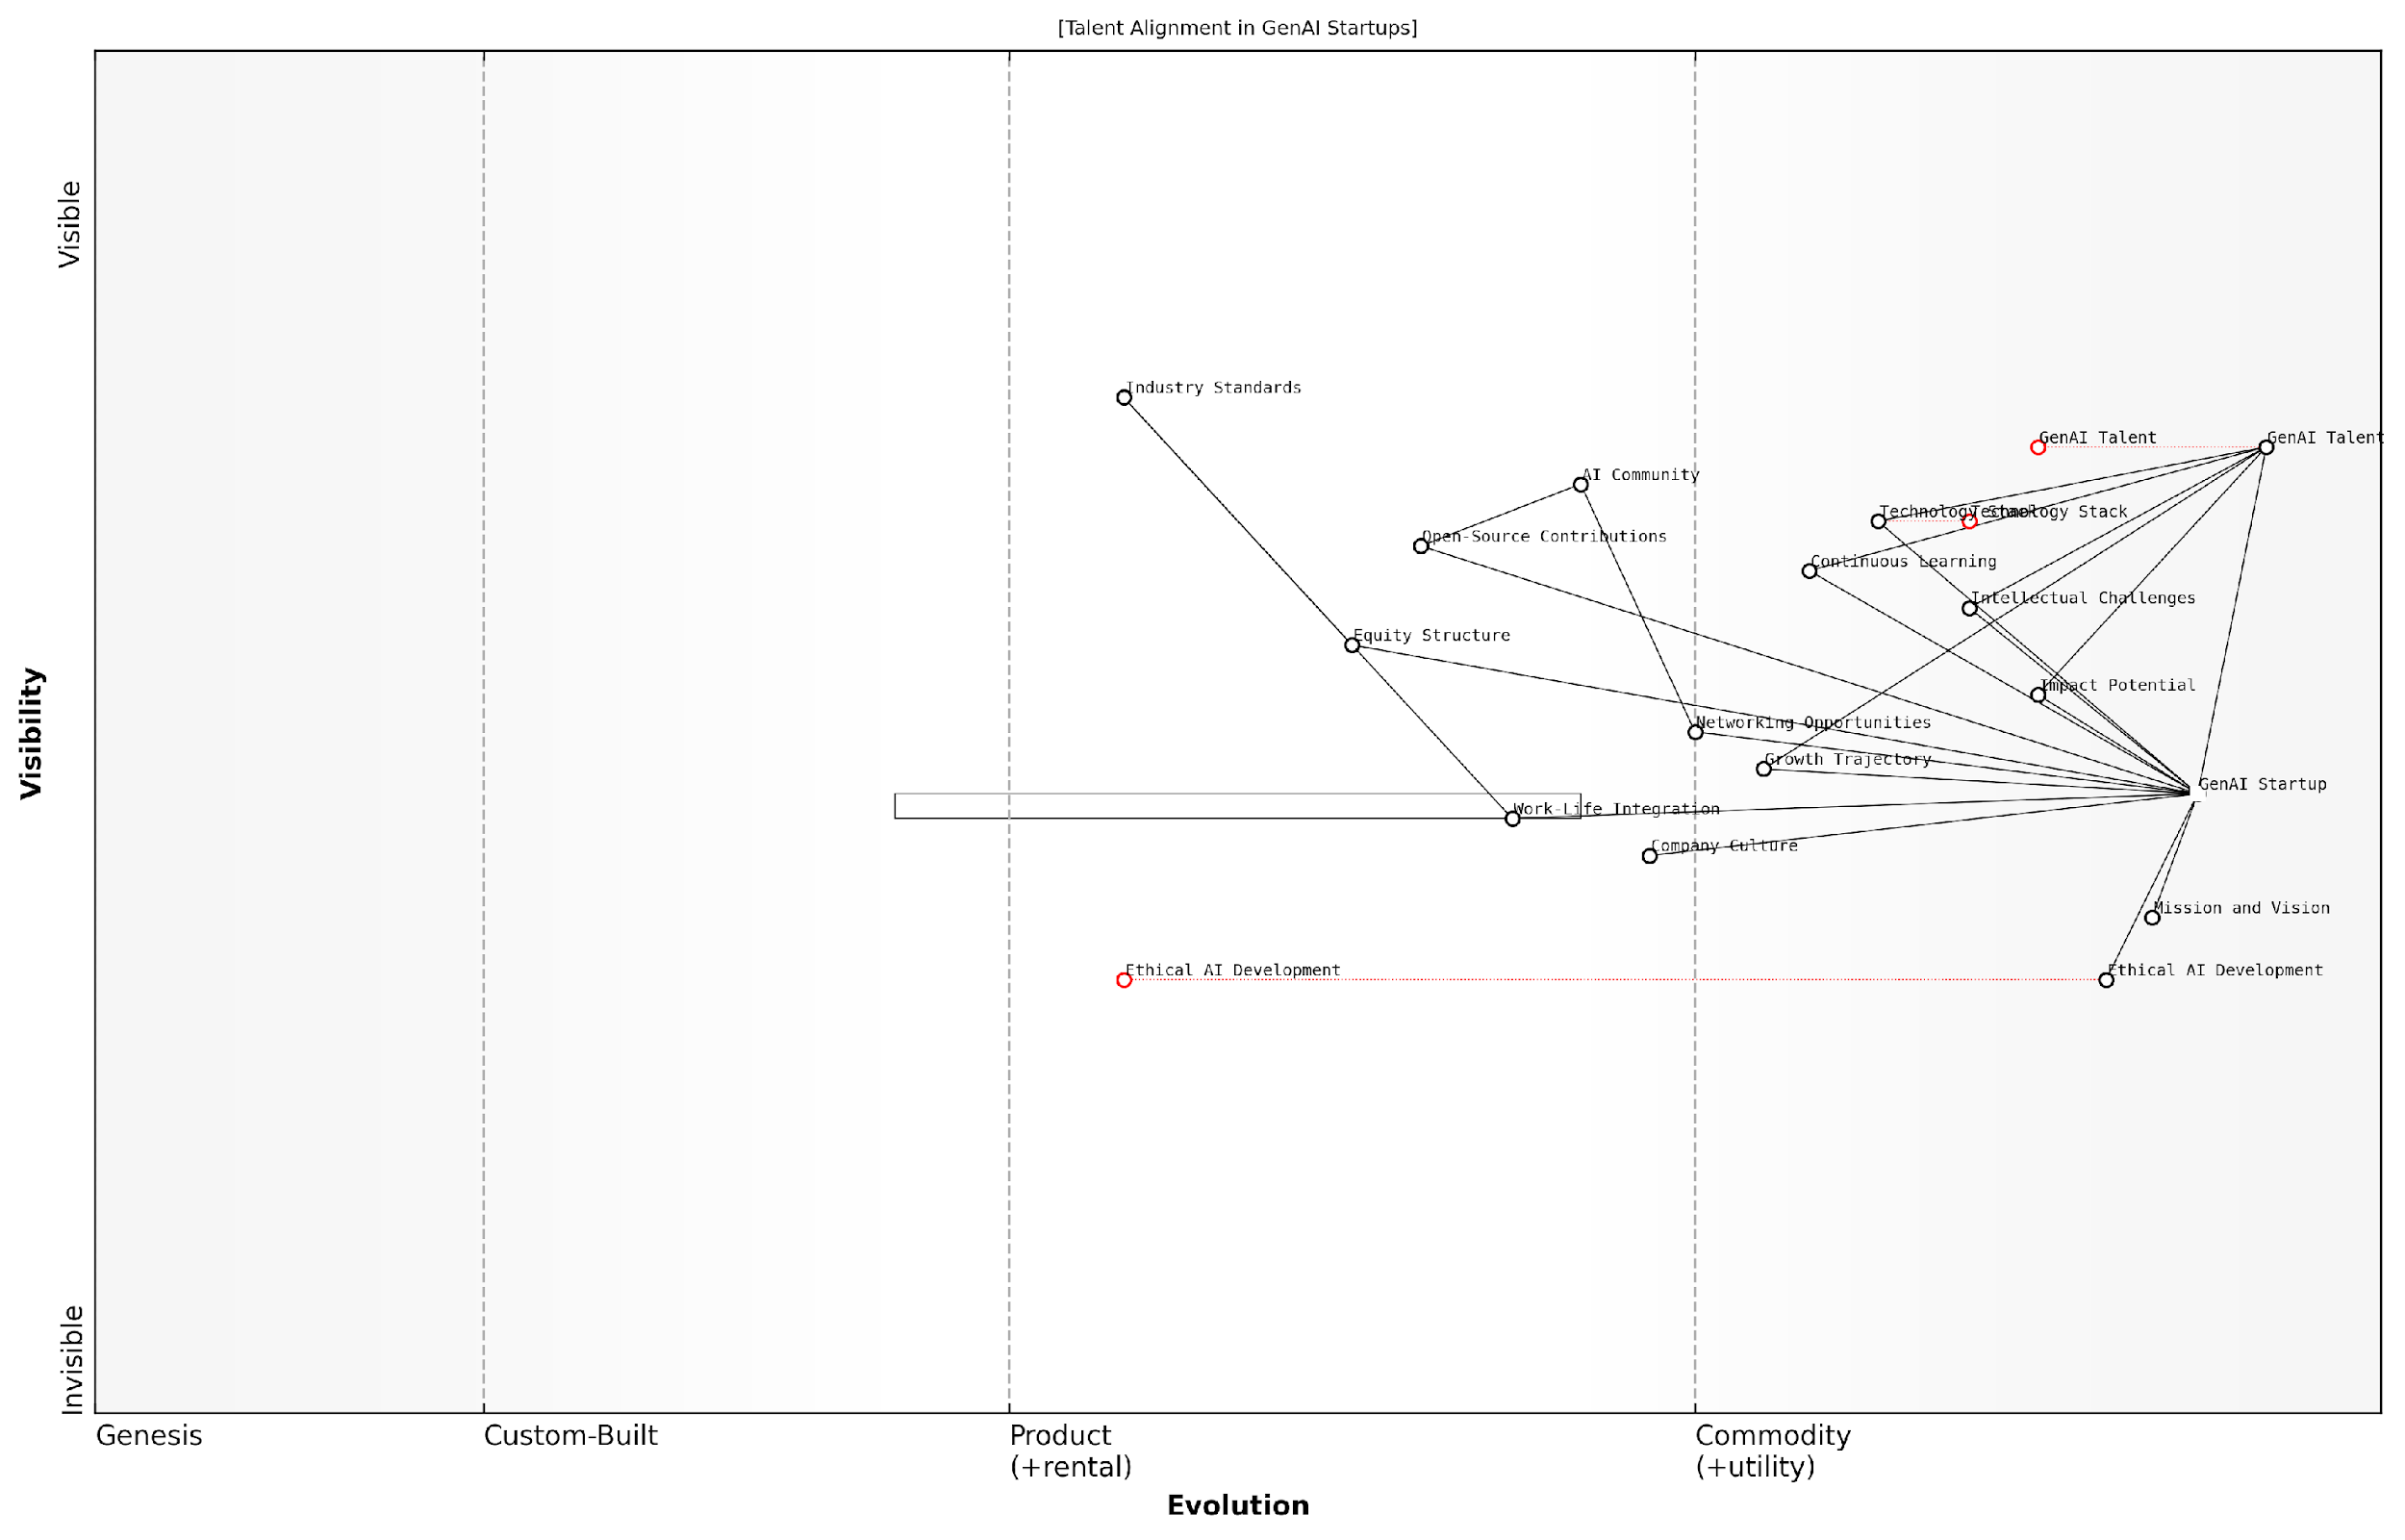 [Talent Alignment in GenAI Startups]
Visible
Industry Standards
GenAI Talent
GenAI Talent
AI Community
Technology Stack
Technology Stack
Open-Source Contributions
Continuous Learning
Intellectual Challenges
Equity Structure
Impact Potential
Networking Opportunities
Growth Trajectory
GenAI Startup
Work-Life Integration
Company Culture
Mission and Vision
Ethical AI Development
Ethical AI Development
Visibility
Invisible
Genesis
Custom-Built
Product
(+rental)
Commodity
(+utility)
Evolution